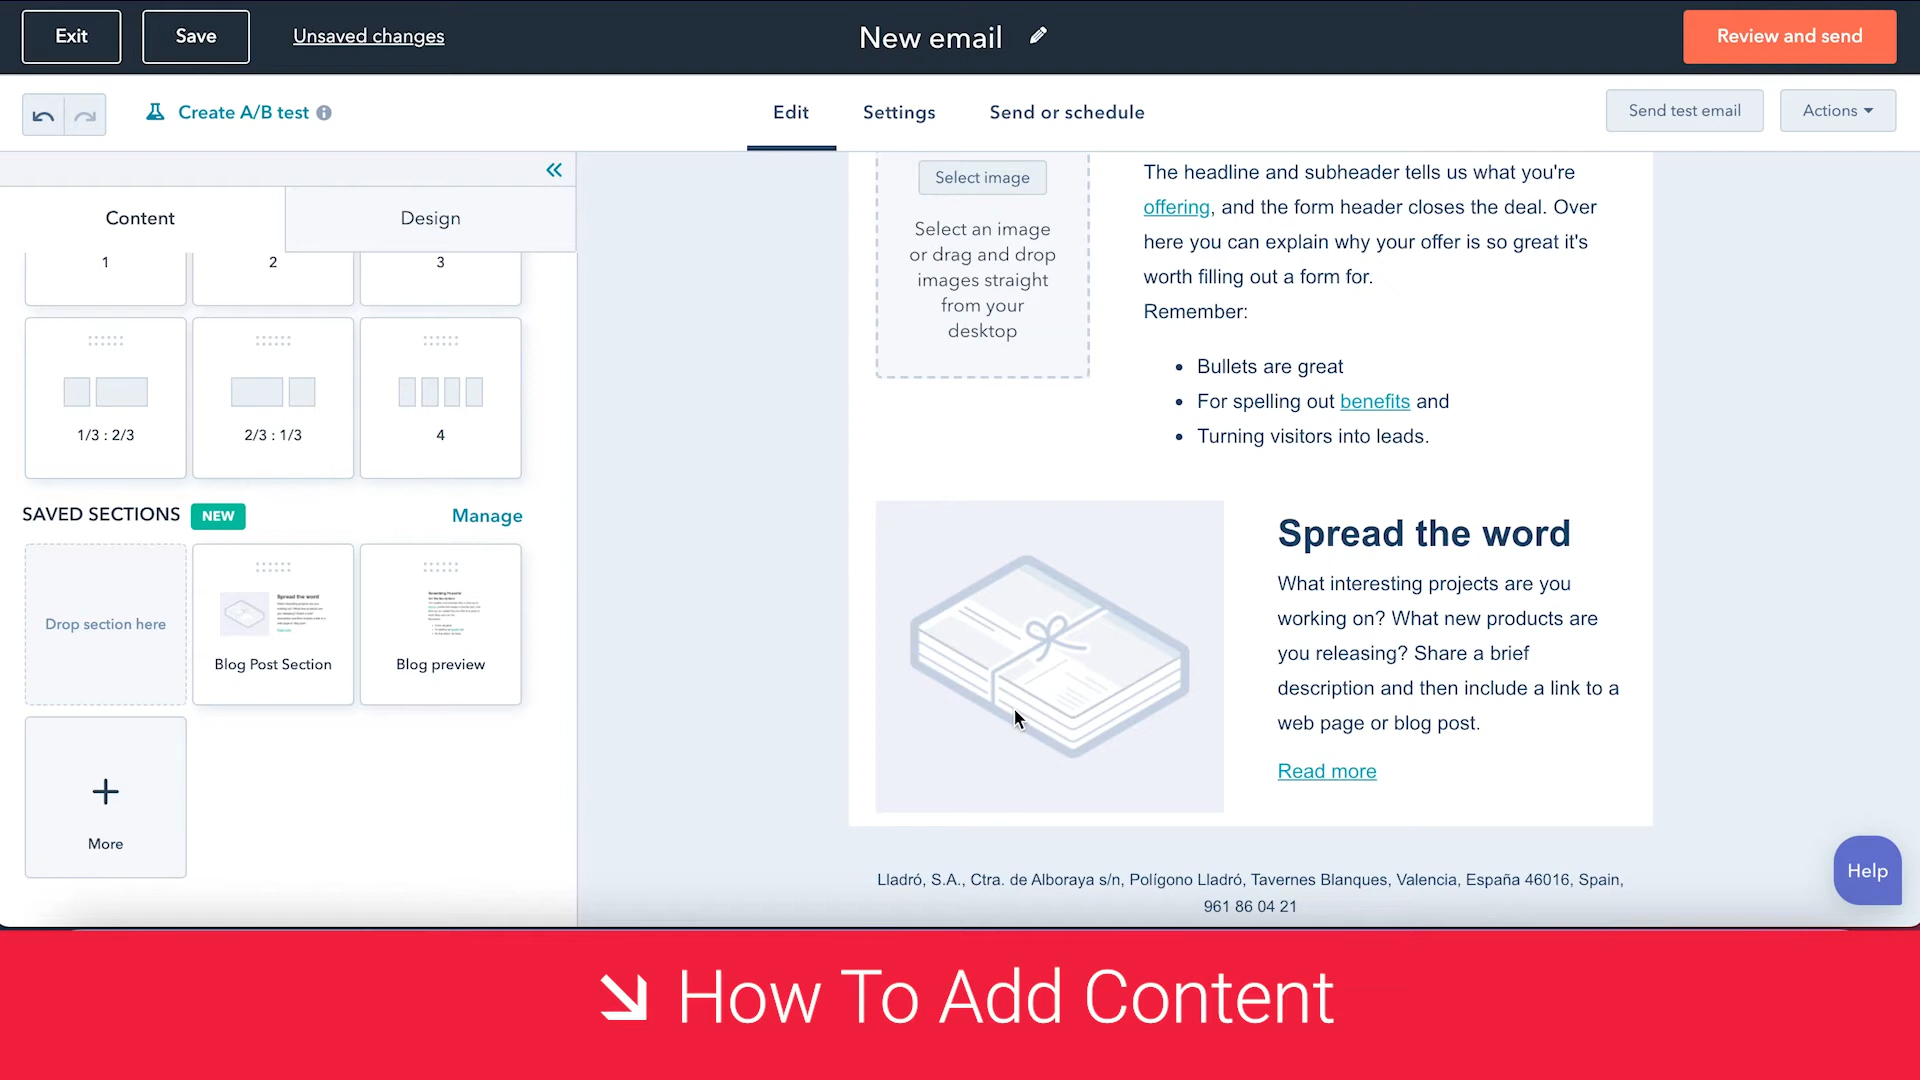 Exit
Save
Unsaved changes
New email
Review and send
Create A/B test
Edit
Settings
Send or schedule
Send test email
Actions
Content
Design
1
2
3
1/3 : 2/3
2/3 : 1/3
4
SAVED SECTIONS
NEW
Manage
Drop section here
Spread the word
Blog Post Section
Blog preview
+
More
Select image
Select an image
or drag and drop
images straight
from your
desktop
The headline and subheader tells us what you're
offering, and the form header closes the deal. Over
here you can explain why your offer is so great it's
worth filling out a form for.
Remember:
• Bullets are great
• For spelling out benefits and
• Turning visitors into leads.
Spread the word
What interesting projects are you
working on? What new products are
you releasing? Share a brief
description and then include a link to a
web page or blog post.
Read more
Lladró, S.A., Ctra. de Alboraya s/n, Polígono Lladró, Tavernes Blanques, Valencia, España 46016, Spain,
961 86 04 21
Help
How To Add Content